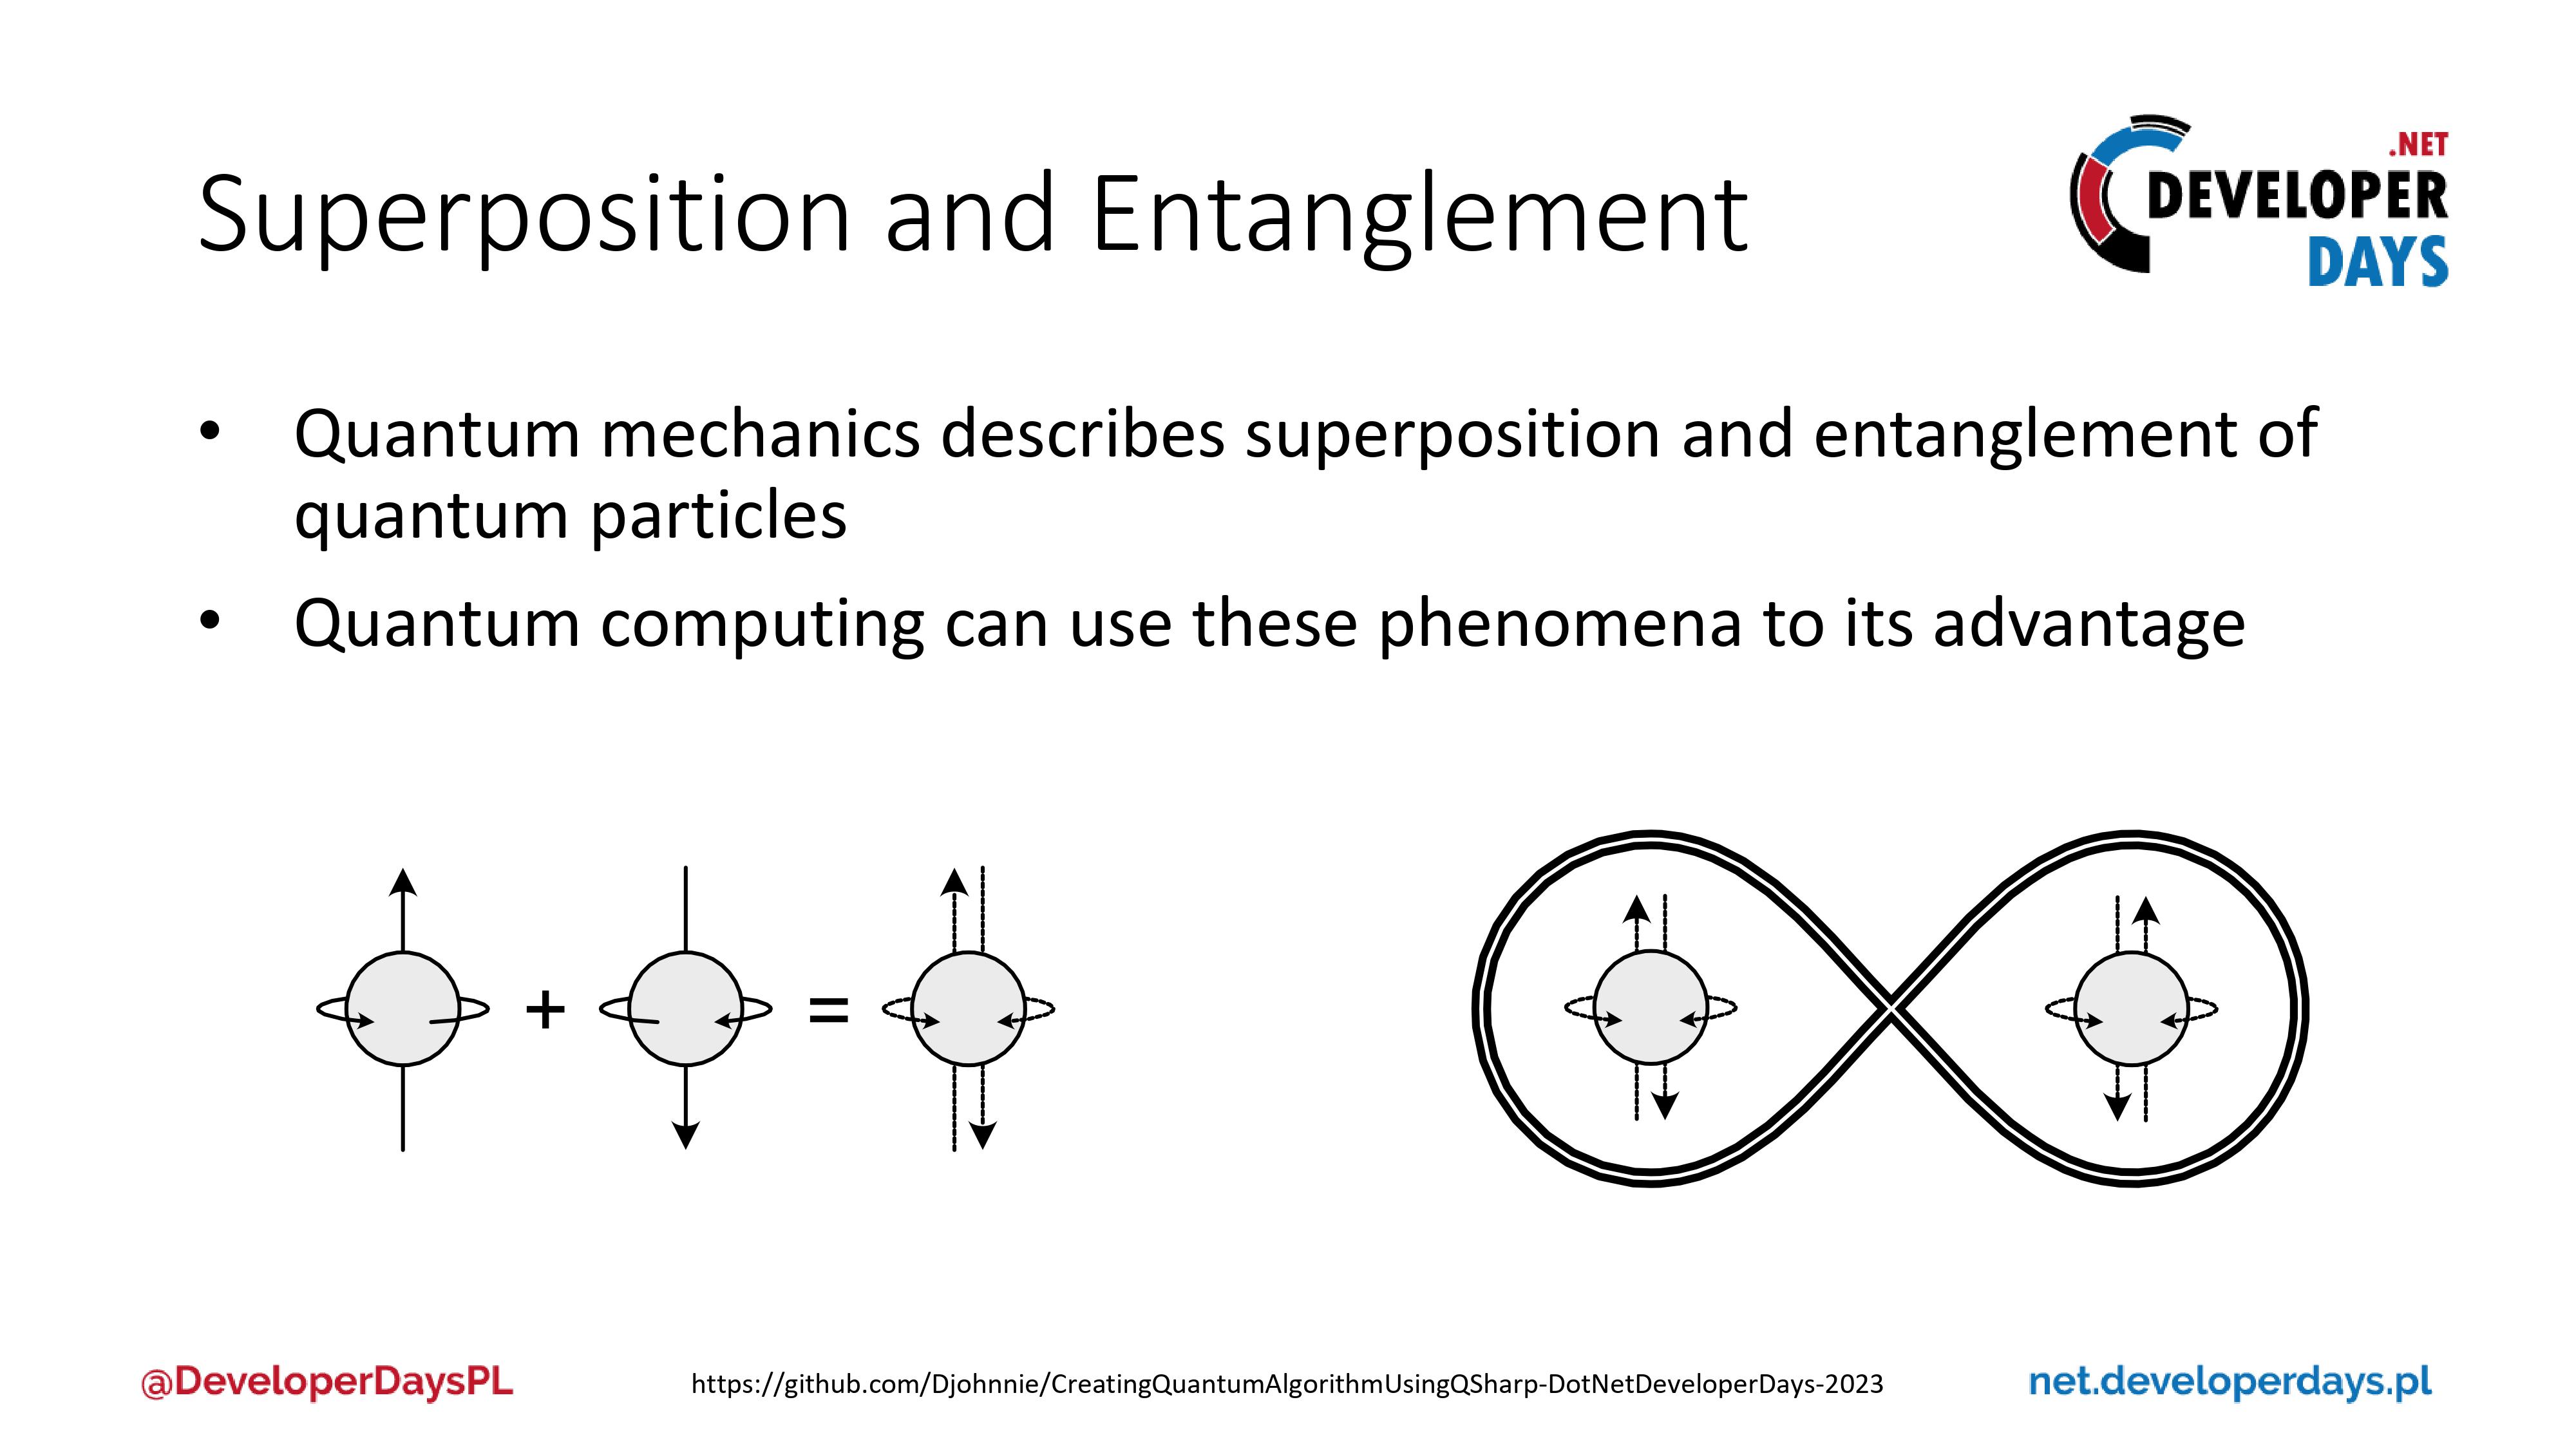 Superposition and Entanglement
.NET
DEVELOPER
DAYS
• Quantum mechanics describes superposition and entanglement of
quantum particles
• Quantum computing can use these phenomena to its advantage
+ =
@DeveloperDaysPL
https://github.com/Djohnnie/CreatingQuantumAlgorithmUsingQSharp-DotNetDeveloperDays-2023
net.developerdays.pl